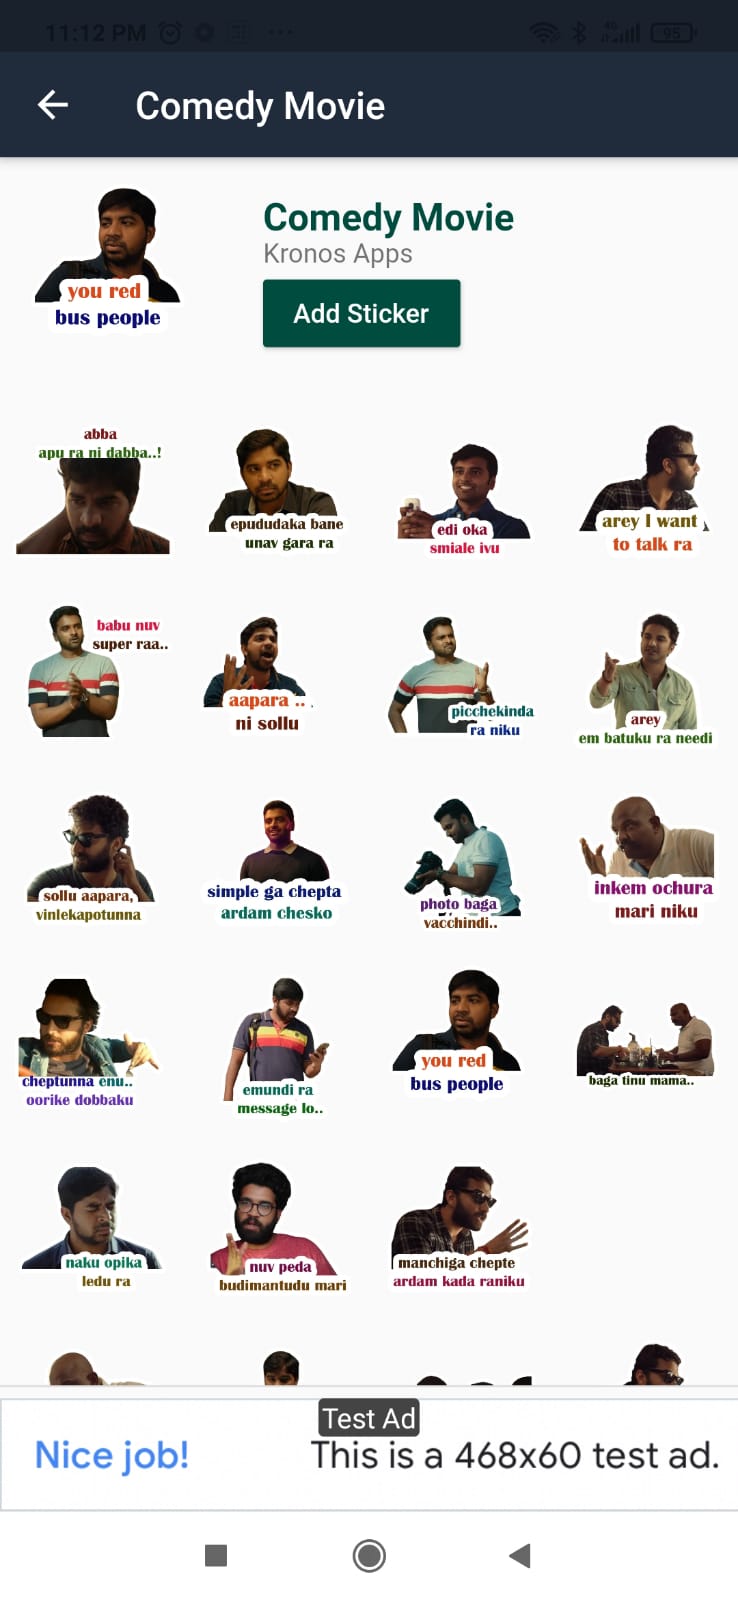 11:12 PM
4G
95
Comedy Movie
you red
bus people
Comedy Movie
Kronos Apps
Add Sticker
abba
apu ra ni dabba..!
epududaka bane
unav gara ra
edi oka
smiale ivu
arey I want
to talk ra
babu nuv
super raa..
aapara ..
ni sollu
picchekinda
ra niku
arey
em batuku ra needi
sollu aapara,
vinlekapotunna
simple ga chepta
ardam chesko
photo baga
vacchindi..
inkem ochura
mari niku
cheptunna enu..
oorike dobbaku
emundi ra
message lo..
you red
bus people
baga tinu mama..
naku opika
ledu ra
nuv peda
budimantudu mari
manchiga chepte
ardam kada raniku
Test Ad
Nice job!
This is a 468x60 test ad.